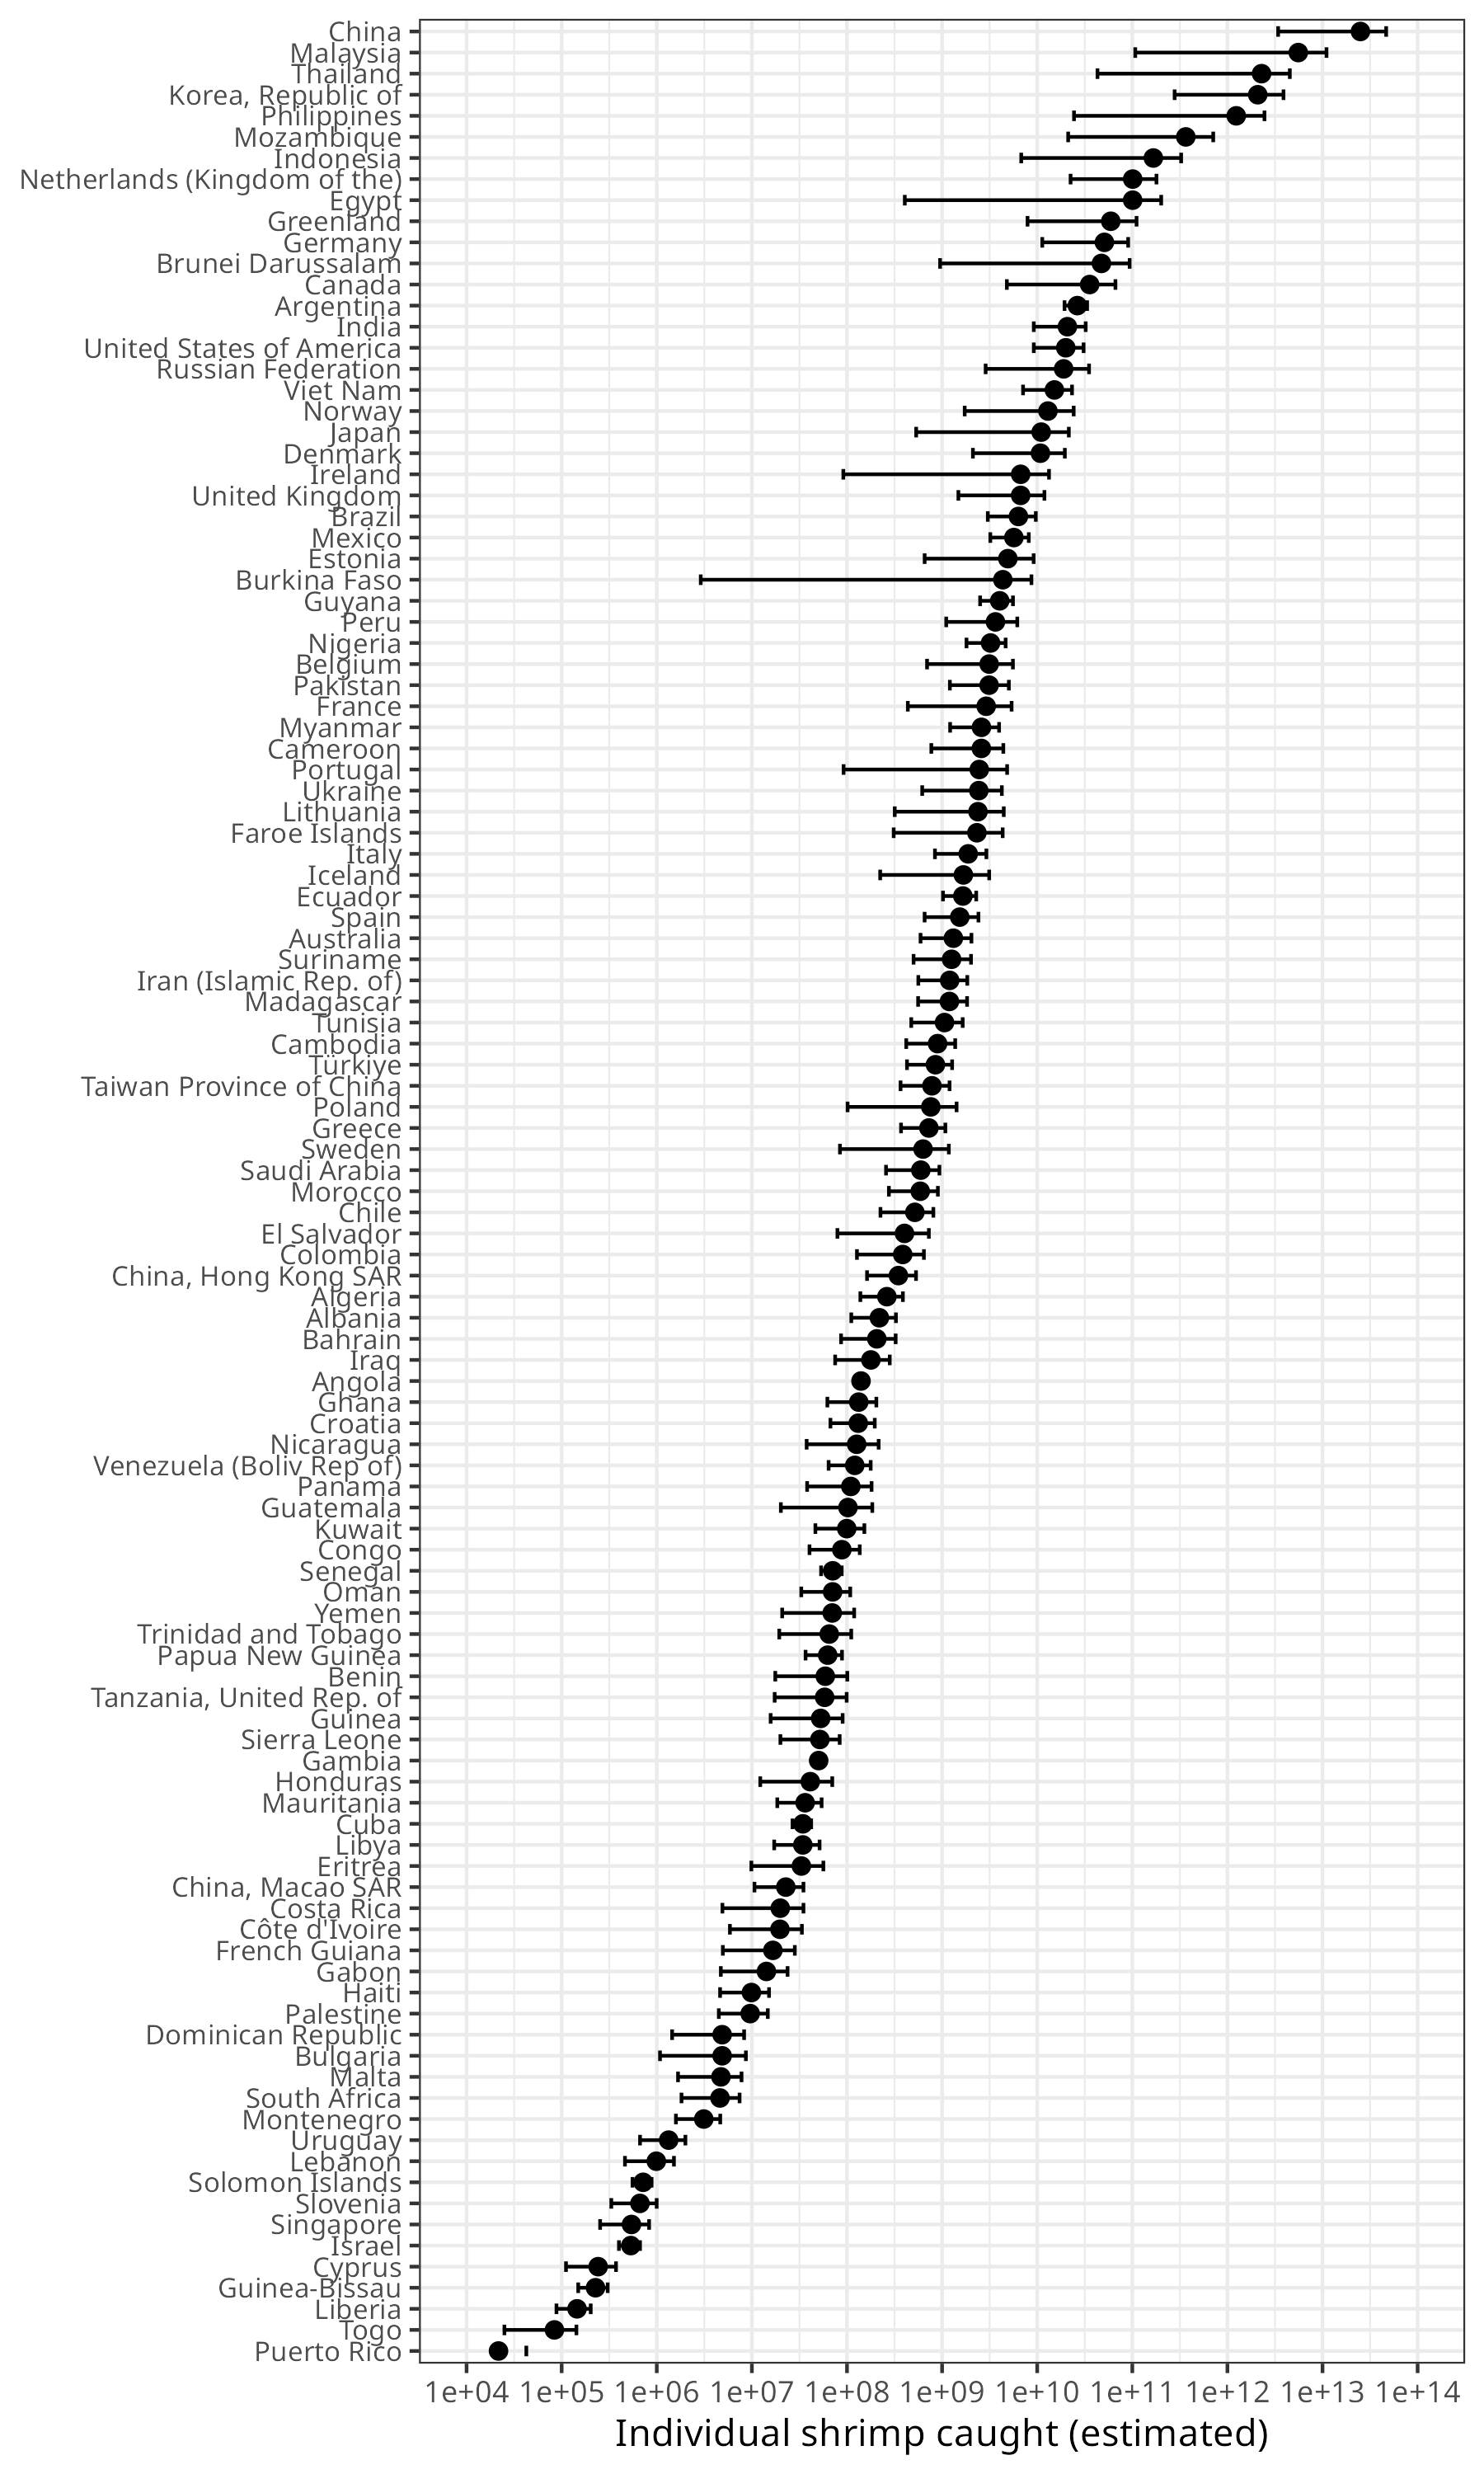 China
Malaysia
Thailand
Korea, Republic of
Philippines
Mozambique
Indonesia
Netherlands (Kingdom of the)
Egypt
Greenland
Germany
Brunei Darussalam
Canada
Argentina
India
United States of America
Russian Federation
Viet Nam
Norway
Japan
Denmark
Ireland
United Kingdom
Brazil
Mexico
Estonia
Burkina Faso
Guyana
Peru
Nigeria
Belgium
Pakistan
France
Myanmar
Cameroon
Portugal
Ukraine
Lithuania
Faroe Islands
Italy
Iceland
Ecuador
Spain
Australia
Suriname
Iran (Islamic Rep. of)
Madagascar
Tunisia
Cambodia
Türkiye
Taiwan Province of China
Poland
Greece
Sweden
Saudi Arabia
Morocco
Chile
El Salvador
Colombia
China, Hong Kong SAR
Algeria
Albania
Bahrain
Iraq
Angola
Ghana
Croatia
Nicaragua
Venezuela (Boliv Rep of)
Panama
Guatemala
Kuwait
Congo
Senegal
Oman
Yemen
Trinidad and Tobago
Papua New Guinea
Benin
Tanzania, United Rep. of
Guinea
Sierra Leone
Gambia
Honduras
Mauritania
Cuba
Libya
Eritrea
China, Macao SAR
Costa Rica
Côte d'Ivoire
French Guiana
Gabon
Haiti
Palestine
Dominican Republic
Bulgaria
Malta
South Africa
Montenegro
Uruguay
Lebanon
Solomon Islands
Slovenia
Singapore
Israel
Cyprus
Guinea-Bissau
Liberia
Togo
Puerto Rico
1e+04 1e+05 1e+06 1e+07 1e+08 1e+09 1e+10 1e+11 1e+12 1e+13 1e+14
Individual shrimp caught (estimated)